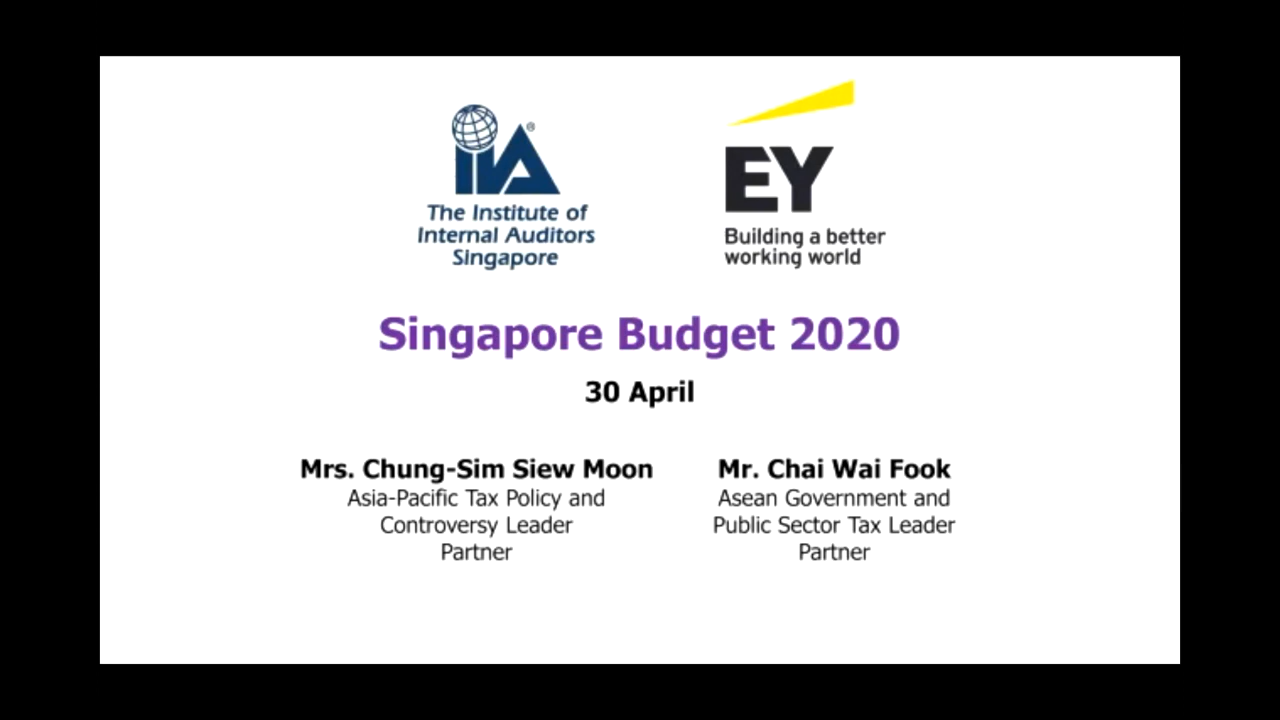 IIA®
The Institute of
Internal Auditors
Singapore
EY
Building a better
working world
Singapore Budget 2020
30 April
Mrs. Chung-Sim Siew Moon
Asia-Pacific Tax Policy and
Controversy Leader
Partner
Mr. Chai Wai Fook
Asean Government and
Public Sector Tax Leader
Partner